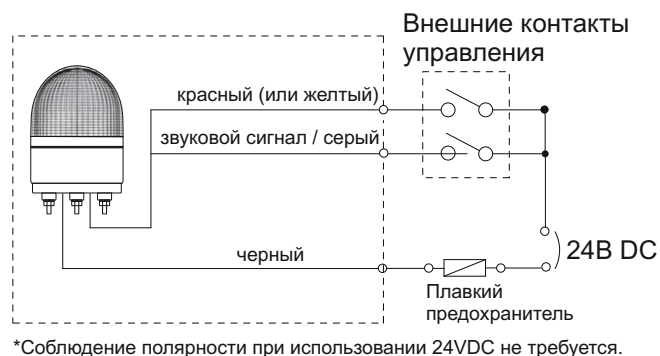 Внешние контакты
управления
красный (или желтый)
звуковой сигнал / серый
черный
24В DC
Плавкий
предохранитель
*Соблюдение полярности при использовании 24VDC не требуется.